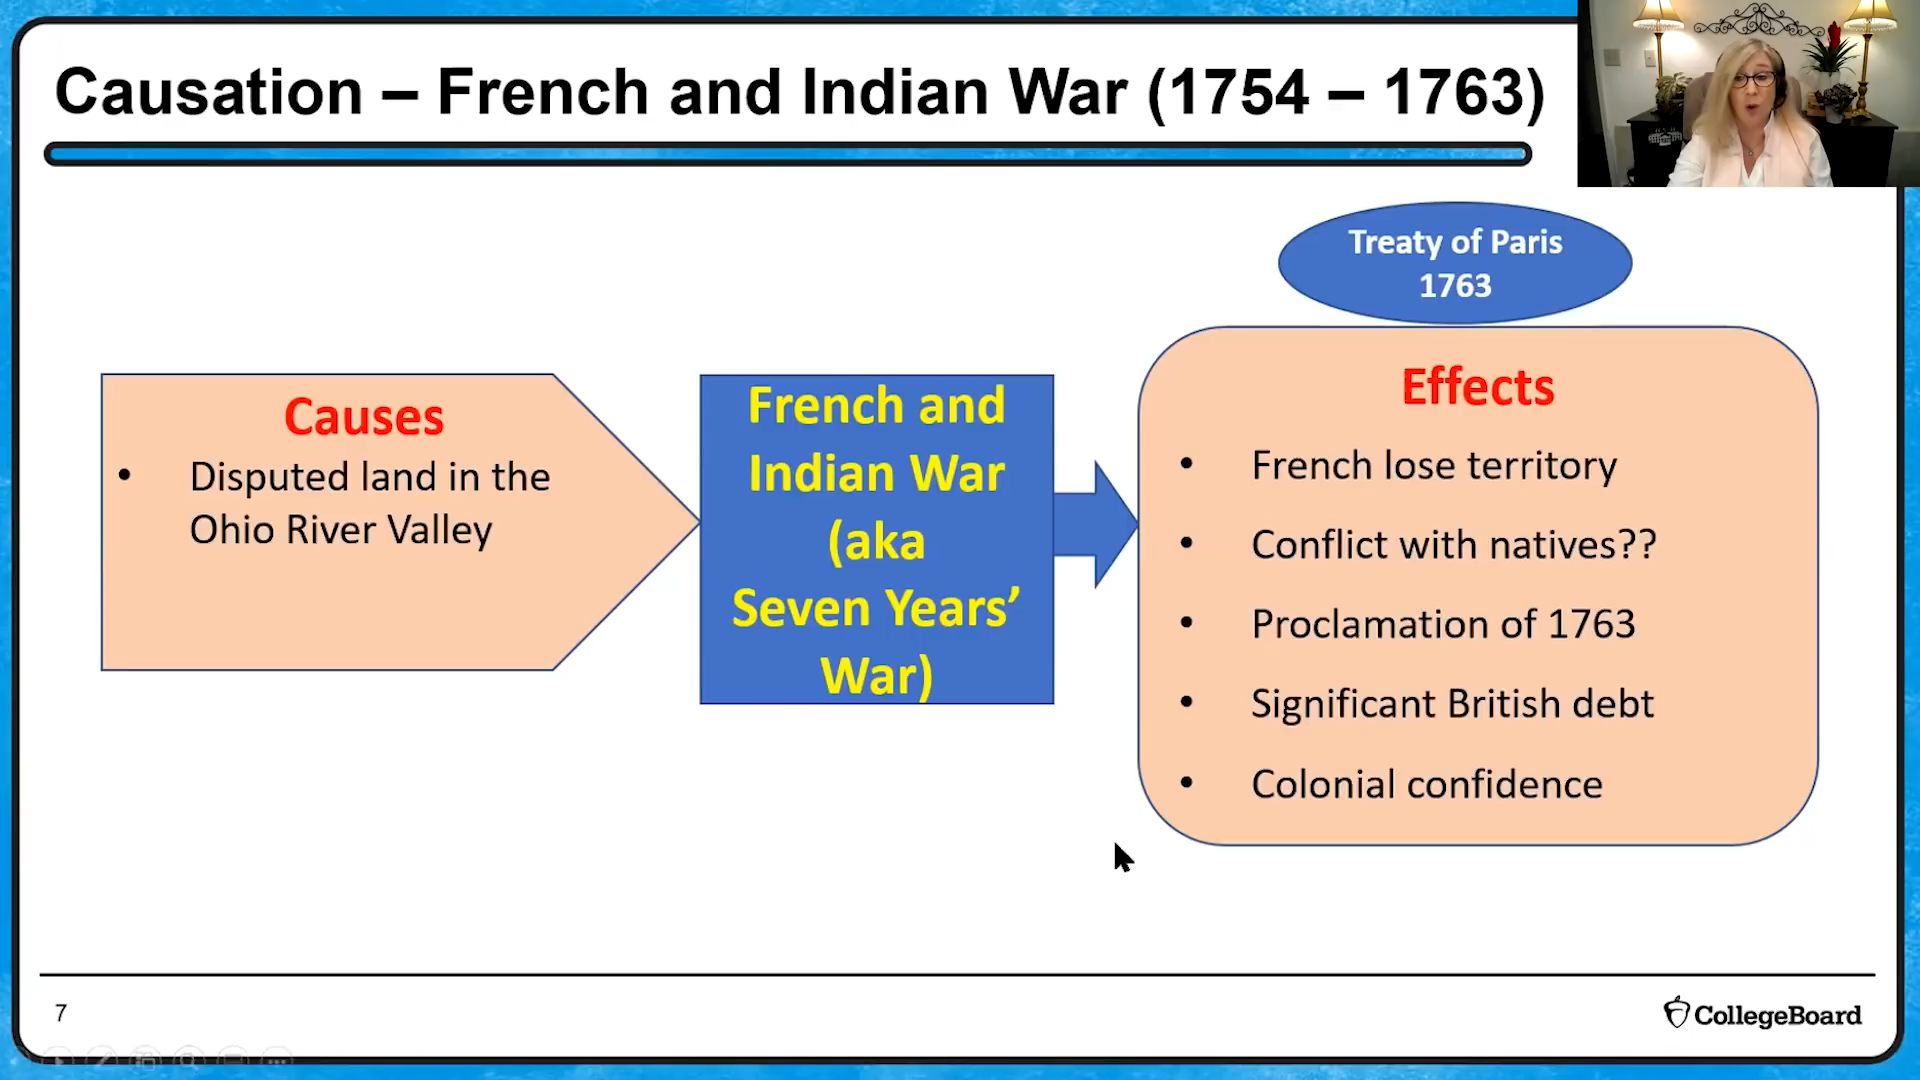 Causation – French and Indian War (1754 – 1763)
Treaty of Paris
1763
Causes
• Disputed land in the
Ohio River Valley
French and
Indian War
(aka
Seven Years’
War)
Effects
• French lose territory
• Conflict with natives??
• Proclamation of 1763
• Significant British debt
• Colonial confidence
7
CollegeBoard